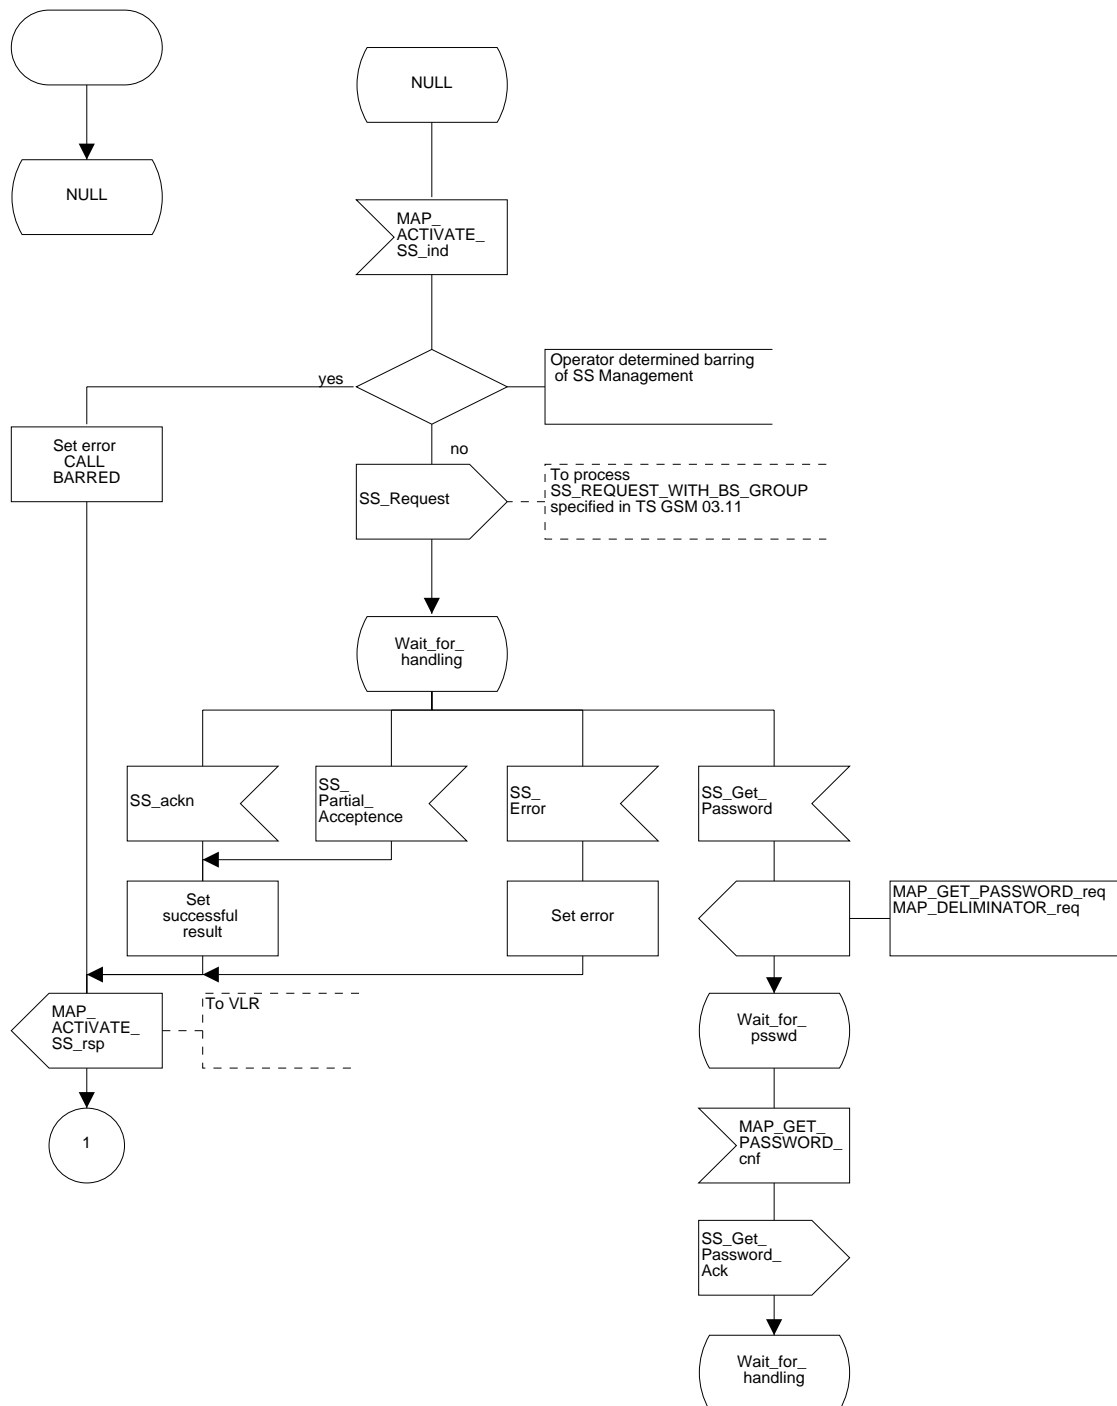 NULL
NULL
MAP_
ACTIVATE_
SS_ind
Operator determined barring
of SS Management
yes
Set error
CALL
BARRED
no
SS_Request
To process
SS_REQUEST_WITH_BS_GROUP
specified in TS GSM 03.11
Wait_for_
handling
SS_ackn
SS_
Partial_
Acceptence
SS_
Error
SS_Get_
Password
Set
successful
result
Set error
MAP_GET_PASSWORD_req
MAP_DELIMINATOR_req
MAP_
ACTIVATE_
SS_rsp
To VLR
Wait_for_
psswd
1
MAP_GET_
PASSWORD_
cnf
SS_Get_
Password_
Ack
Wait_for_
handling